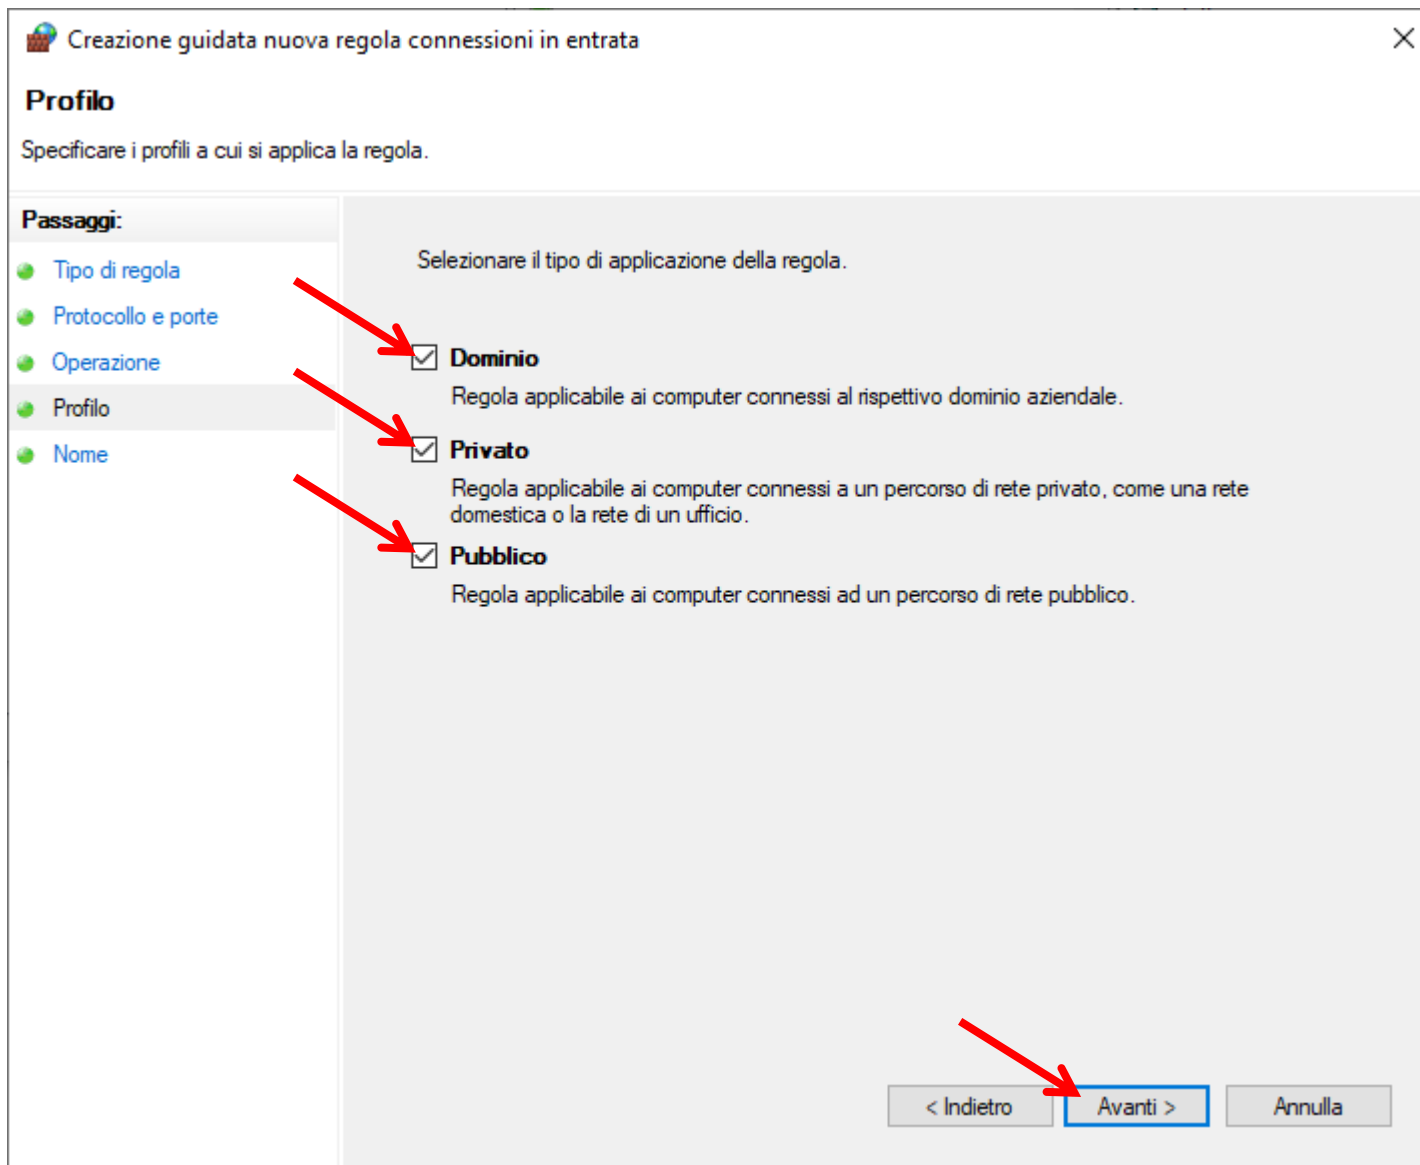 Creazione guidata nuova regola connessioni in entrata
Profilo
Specificare i profili a cui si applica la regola.
Passaggi:
Tipo di regola
Protocollo e porte
Operazione
Profilo
Nome
Selezionare il tipo di applicazione della regola.
Dominio
Regola applicabile ai computer connessi al rispettivo dominio aziendale.
Privato
Regola applicabile ai computer connessi a un percorso di rete privato, come una rete
domestica o la rete di un ufficio.
Pubblico
Regola applicabile ai computer connessi ad un percorso di rete pubblico.
< Indietro
Avanti >
Annulla